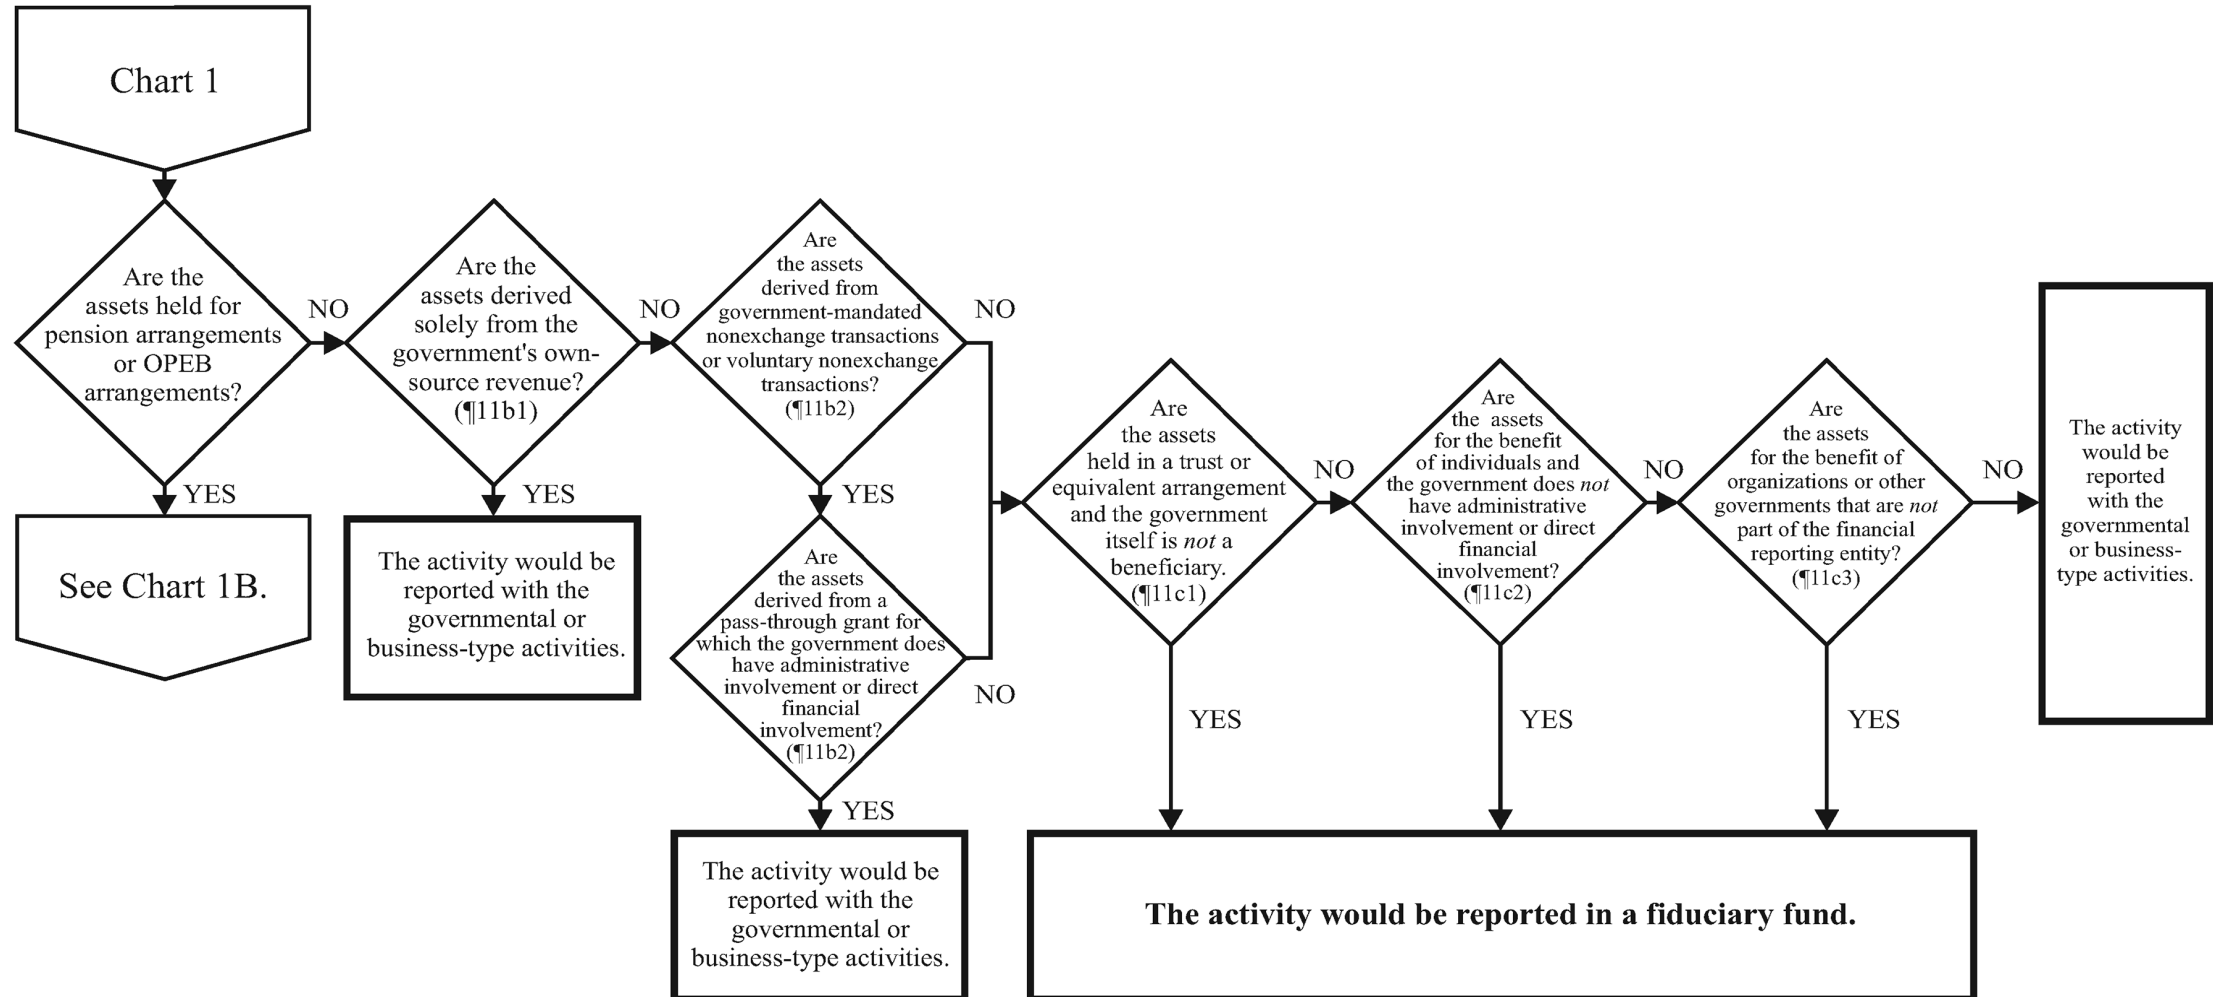 Chart 1
Are the
assets held for
pension arrangements
or OPEB
arrangements?
NO
YES
See Chart 1B.
Are the
assets derived
solely from the
government's own-
source revenue?
(¶11b1)
NO
YES
The activity would be
reported with the
governmental or
business-type activities.
Are
the assets
derived from
government-mandated
nonexchange transactions
or voluntary nonexchange
transactions?
(¶11b2)
NO
YES
Are
the assets
derived from a
pass-through grant for
which the government does
have administrative
involvement or direct
financial
involvement?
(¶11b2)
NO
YES
The activity would be
reported with the
governmental or
business-type activities.
Are
the assets
held in a trust or
equivalent arrangement
and the government
itself is not a
beneficiary.
(¶11c1)
NO
YES
Are
the assets
for the benefit
of individuals and
the government does not
have administrative
involvement or direct
financial
involvement?
(¶11c2)
NO
YES
Are
the assets
for the benefit of
organizations or other
governments that are not
part of the financial
reporting entity?
(¶11c3)
NO
YES
The activity
would be
reported
with the
governmental
or business-
type activities.
The activity would be reported in a fiduciary fund.